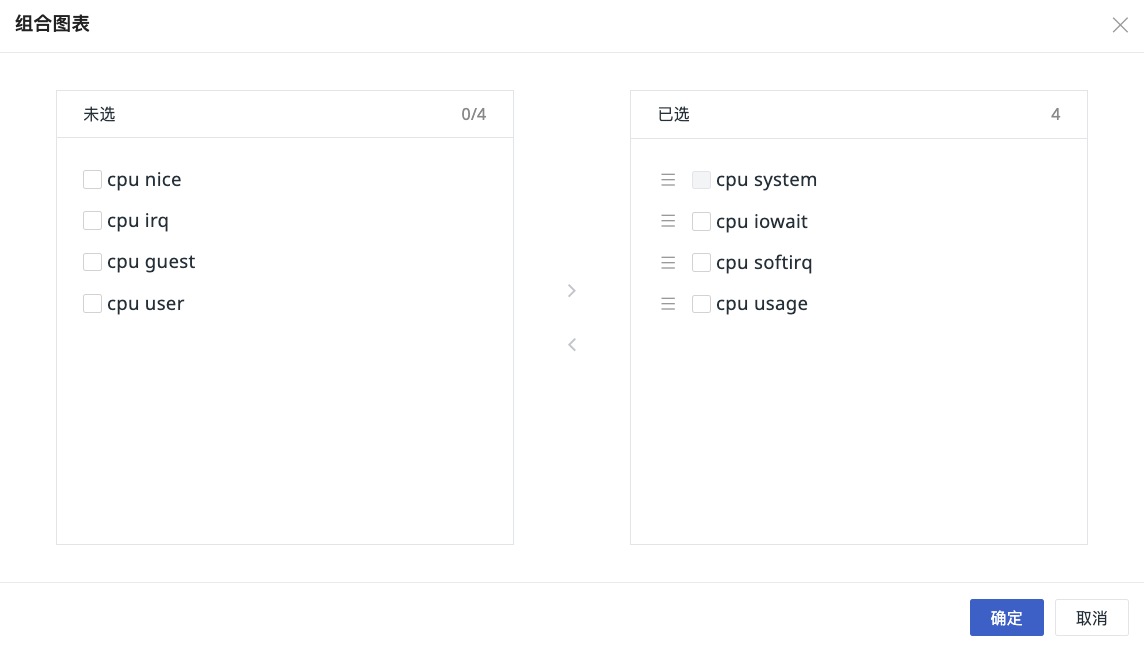 组合图表
未选 0/4
cpu nice
cpu irq
cpu guest
cpu user
已选 4
cpu system
cpu iowait
cpu softirq
cpu usage
确定 取消